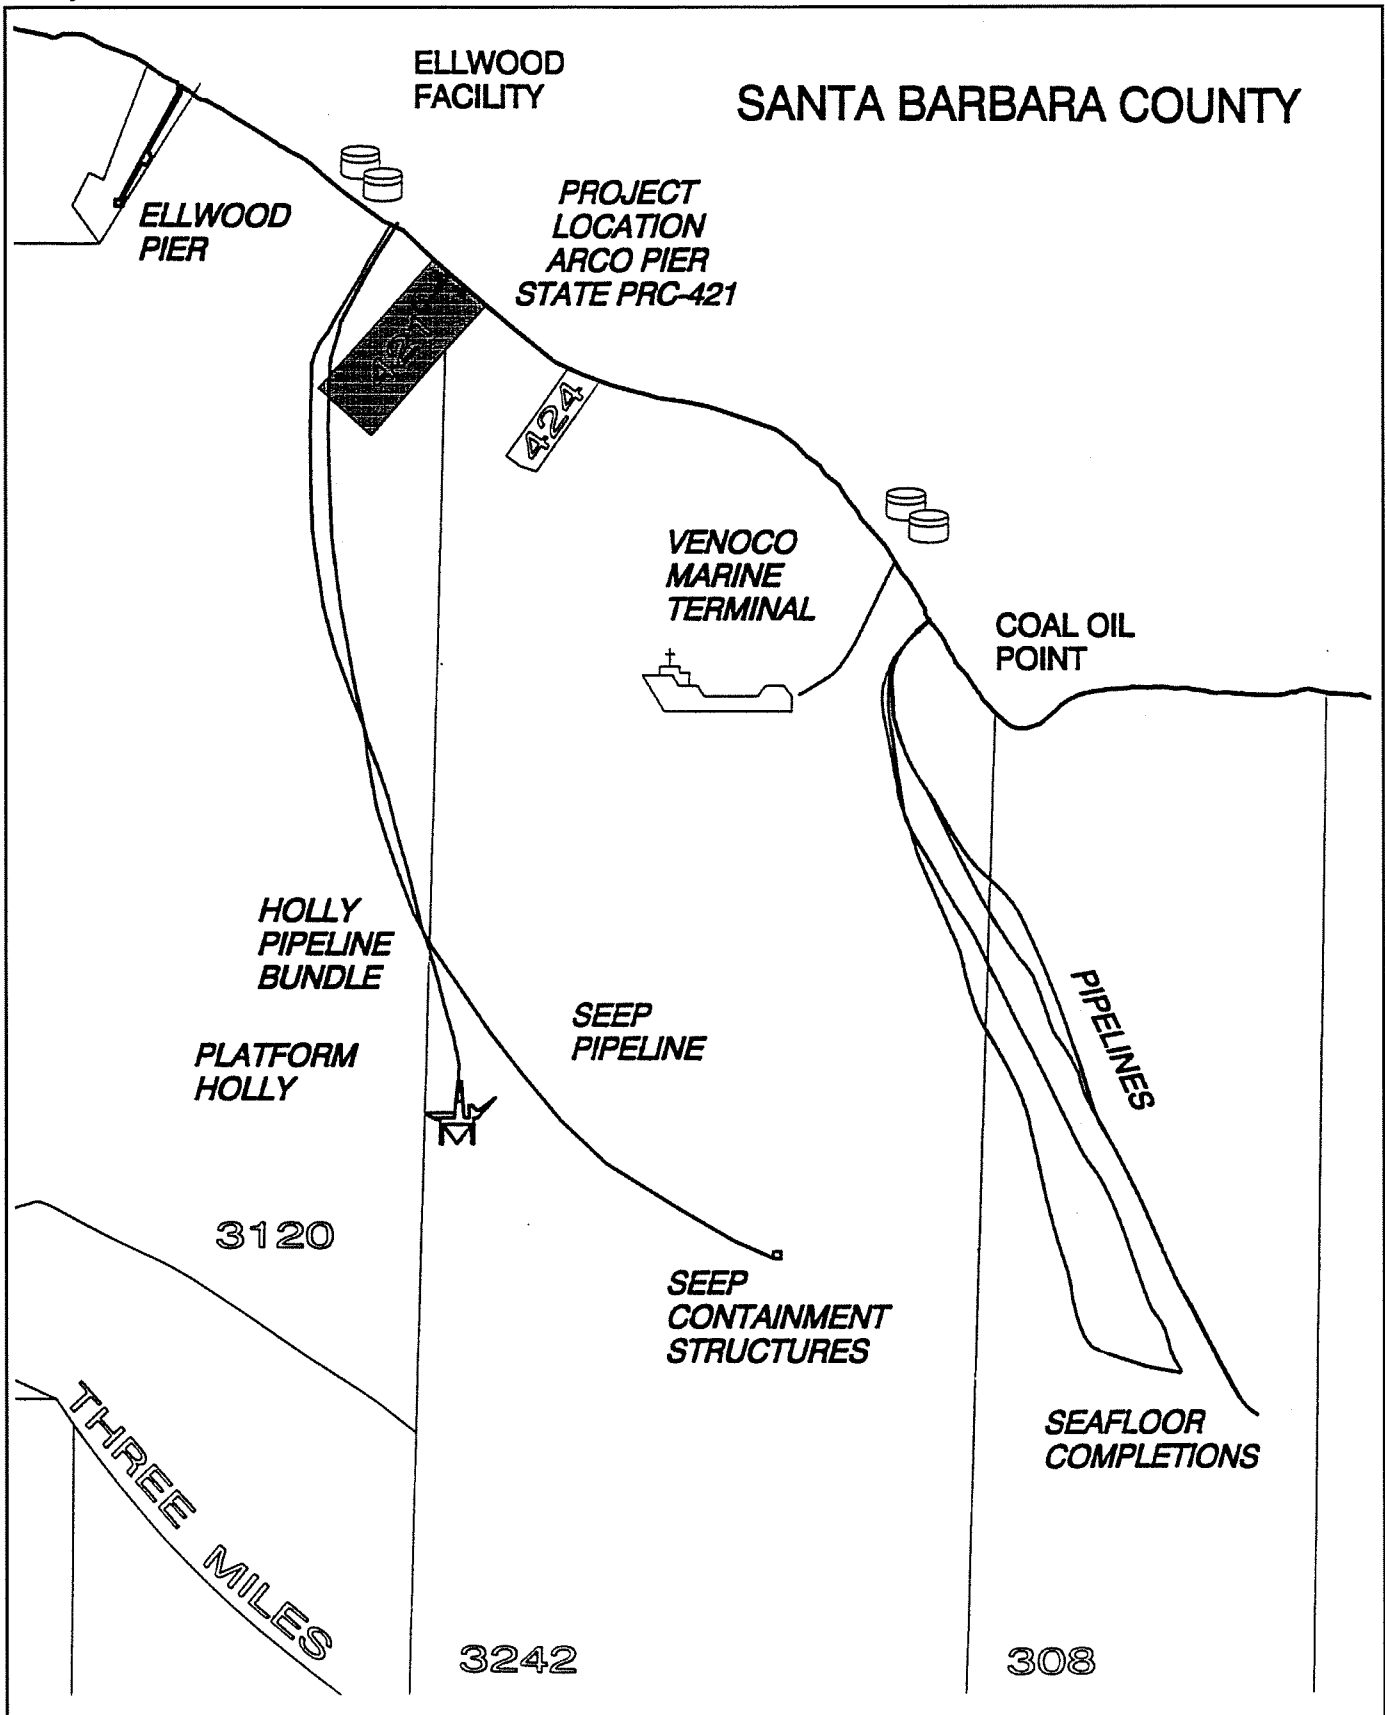 ELLWOOD
FACILITY
SANTA BARBARA COUNTY
ELLWOOD
PIER
PROJECT
LOCATION
ARCO PIER
STATE PRC-421
421
424
VENOCO
MARINE
TERMINAL
COAL OIL
POINT
HOLLY
PIPELINE
BUNDLE
SEEP
PIPELINE
PIPELINES
PLATFORM
HOLLY
3120
SEEP
CONTAINMENT
STRUCTURES
SEAFLOOR
COMPLETIONS
THREE MILES
3242
308